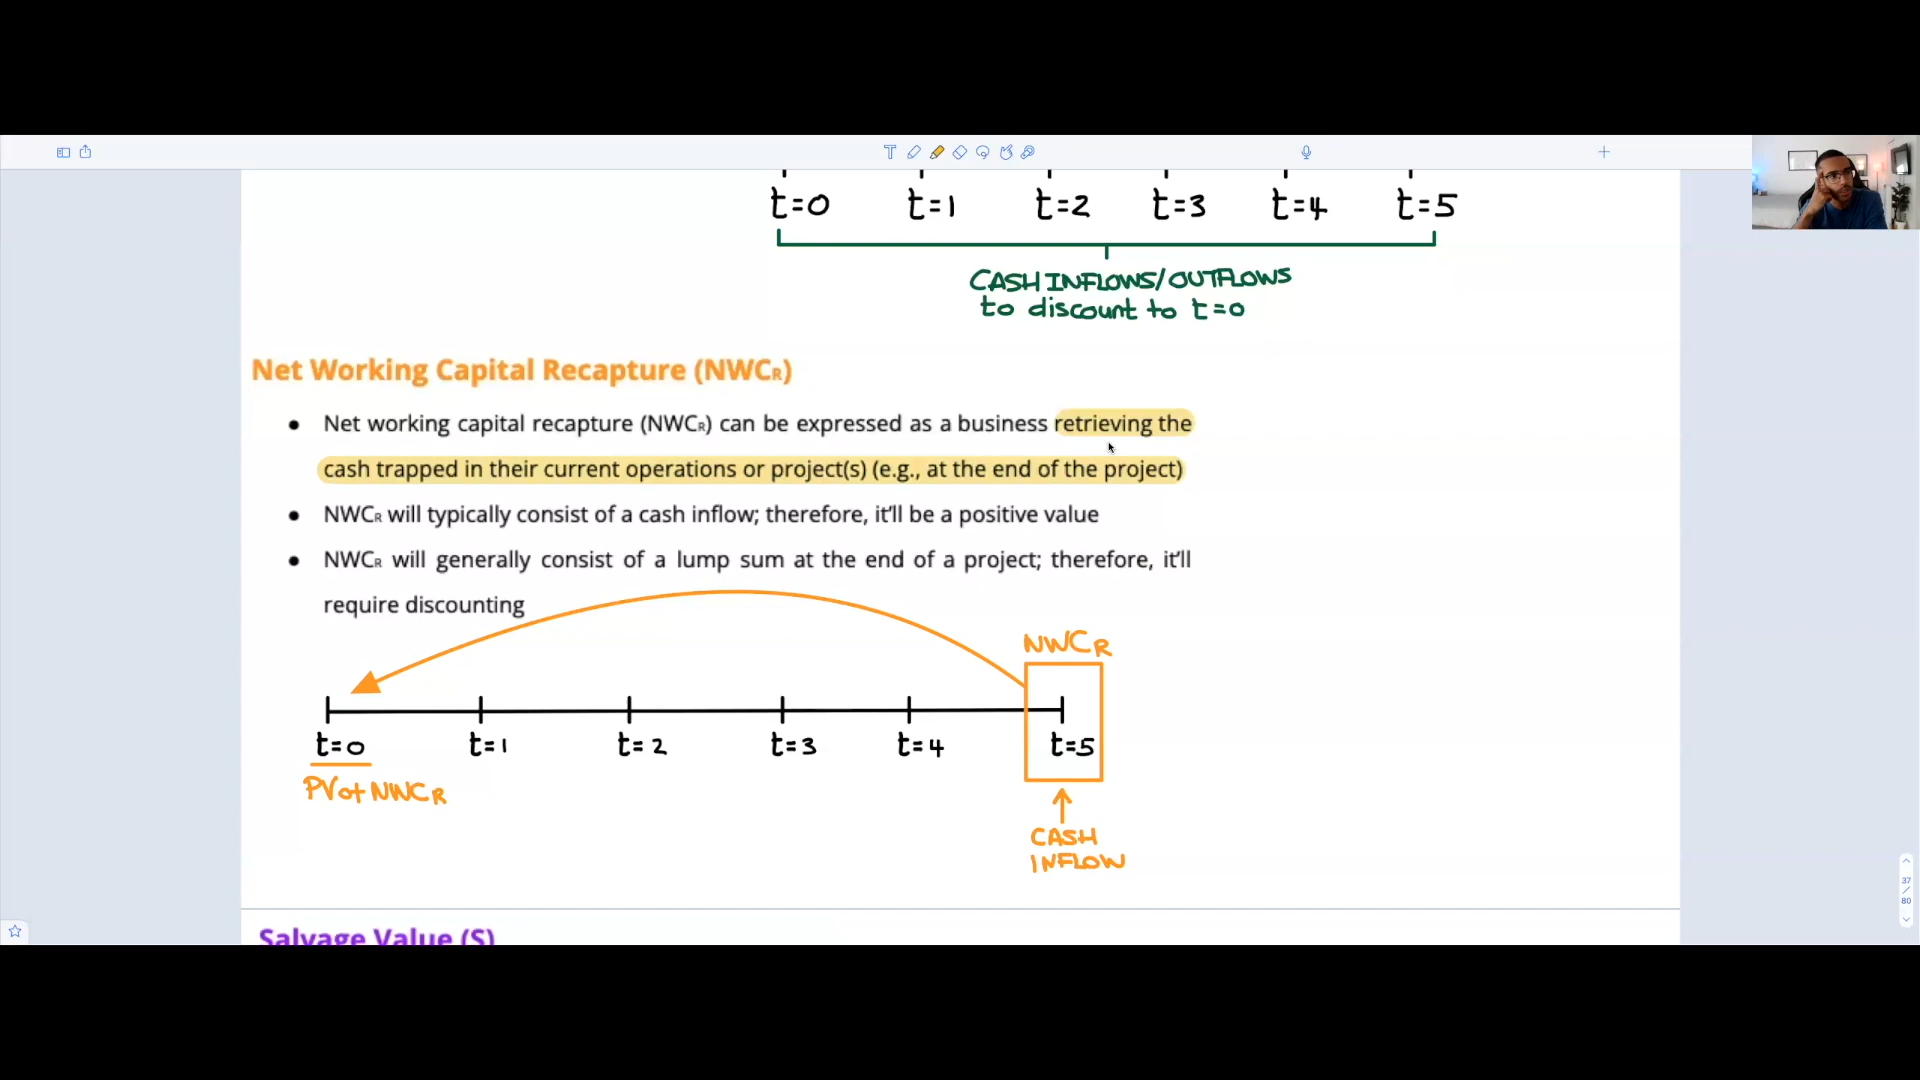 t=0 t=1 t=2 t=3 t=4 t=5
CASH INFLOWS/OUTFLOWS
to discount to t=0
Net Working Capital Recapture (NWCR)
● Net working capital recapture (NWCR) can be expressed as a business retrieving the
cash trapped in their current operations or project(s) (e.g., at the end of the project)
● NWCR will typically consist of a cash inflow; therefore, it'll be a positive value
● NWCR will generally consist of a lump sum at the end of a project; therefore, it'll
require discounting
NWCR
t=0 t=1 t=2 t=3 t=4 t=5
PV of NWCR
CASH
INFLOW
37
/
80
Salvage Value (S)